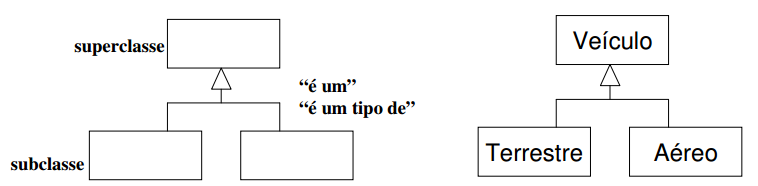 superclasse
“é um”
“é um tipo de”
subclasse
Veículo
Terrestre
Aéreo